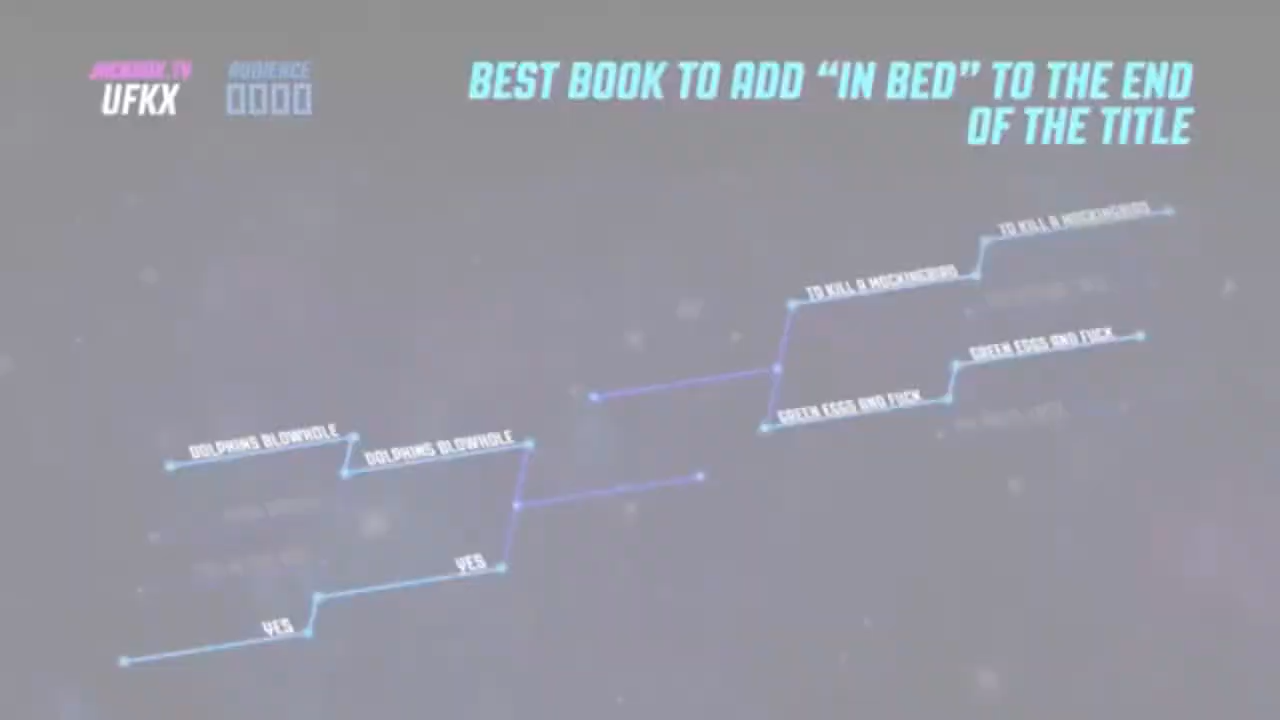 JACKBOX.TV
UFKX
AUDIENCE
BEST BOOK TO ADD “IN BED” TO THE END
OF THE TITLE
TO KILL A MOCKINGBIRD
TO KILL A MOCKINGBIRD
GREEN EGGS AND FUCK
GREEN EGGS AND FUCK
DOLPHINS BLOWHOLE
DOLPHINS BLOWHOLE
YES
YES